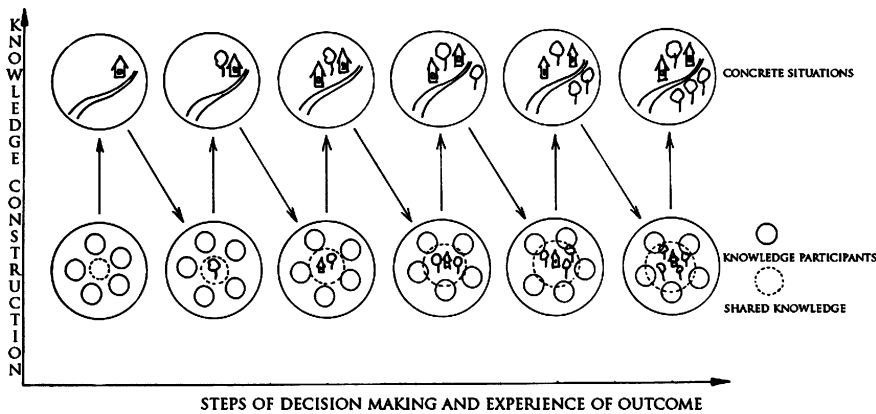 KNOWLEDGE CONSTRUCTION
CONCRETE SITUATIONS
KNOWLEDGE PARTICIPANTS
SHARED KNOWLEDGE
STEPS OF DECISION MAKING AND EXPERIENCE OF OUTCOME